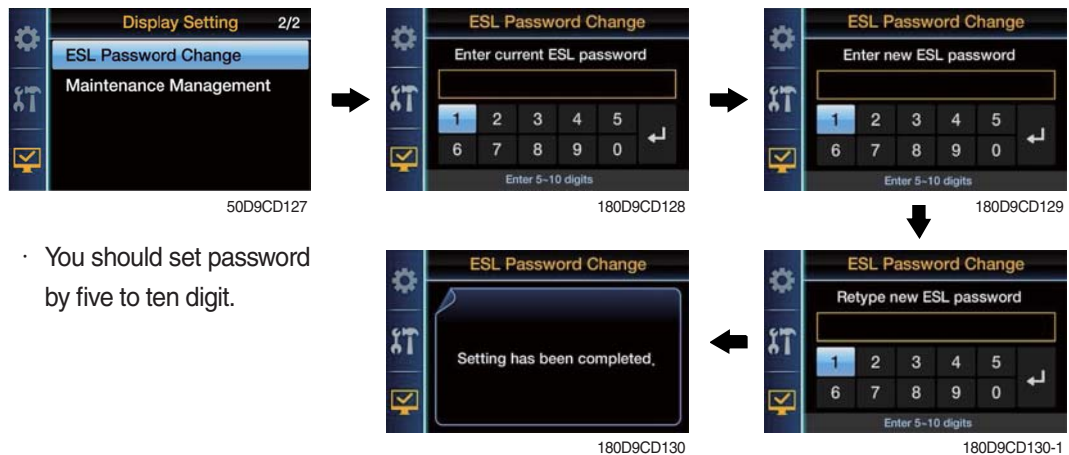 Display Setting 2/2
ESL Password Change
Maintenance Management
50D9CD127
ESL Password Change
Enter current ESL password
1 2 3 4 5
6 7 8 9 0
Enter 5~10 digits
180D9CD128
ESL Password Change
Enter new ESL password
1 2 3 4 5
6 7 8 9 0
Enter 5~10 digits
180D9CD129
· You should set password
by five to ten digit.
ESL Password Change
Retype new ESL password
1 2 3 4 5
6 7 8 9 0
Enter 5~10 digits
180D9CD130-1
ESL Password Change
Setting has been completed.
180D9CD130